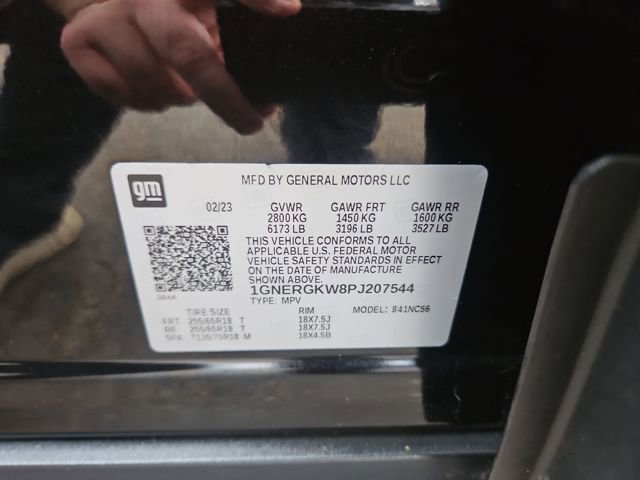 gm
MFD BY GENERAL MOTORS LLC
02/23 GVWR GAWR FRT GAWR RR
2800 KG 1450 KG 1600 KG
6173 LB 3196 LB 3527 LB
THIS VEHICLE CONFORMS TO ALL
APPLICABLE U.S. FEDERAL MOTOR
VEHICLE SAFETY STANDARDS IN EFFECT
ON THE DATE OF MANUFACTURE
SHOWN ABOVE.
1GNERGKW8PJ207544
TYPE: MPV MODEL: 841NC56
TIRE SIZE RIM
FRT 255/65R18 T 18X7.5J
RR 255/65R18 T 18X7.5J
SPA T135/70R18 M 18X4.5B